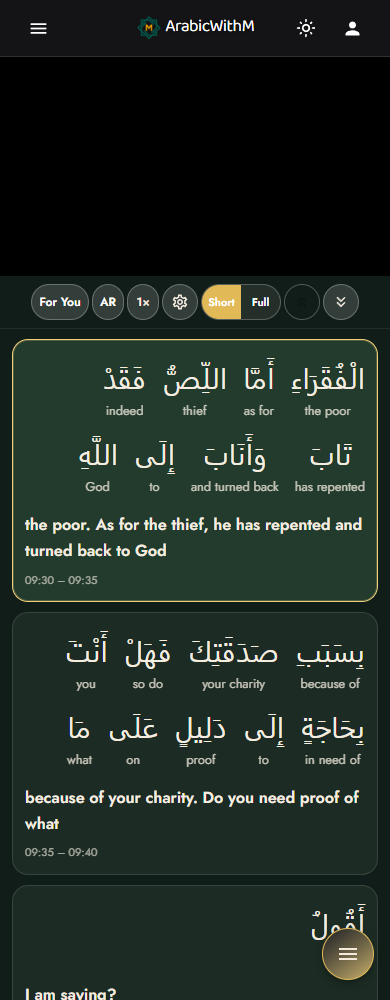 M ArabicWithM
For You AR 1× Short Full
الْفُقَرَاءِ أَمَّا اللِّصُّ فَقَدْ
the poor as for thief indeed
تَابَ وَأَنَابَ إِلَى اللَّهِ
has repented and turned back to God
the poor. As for the thief, he has repented and
turned back to God
09:30 – 09:35
بِسَبَبِ صَدَقَتِكَ فَهَلْ أَنْتَ
because of your charity so do you
بِحَاجَةٍ إِلَى دَلِيلٍ عَلَى مَا
in need of to proof on what
because of your charity. Do you need proof of
what
09:35 – 09:40
أَقُولُ
I am saying?